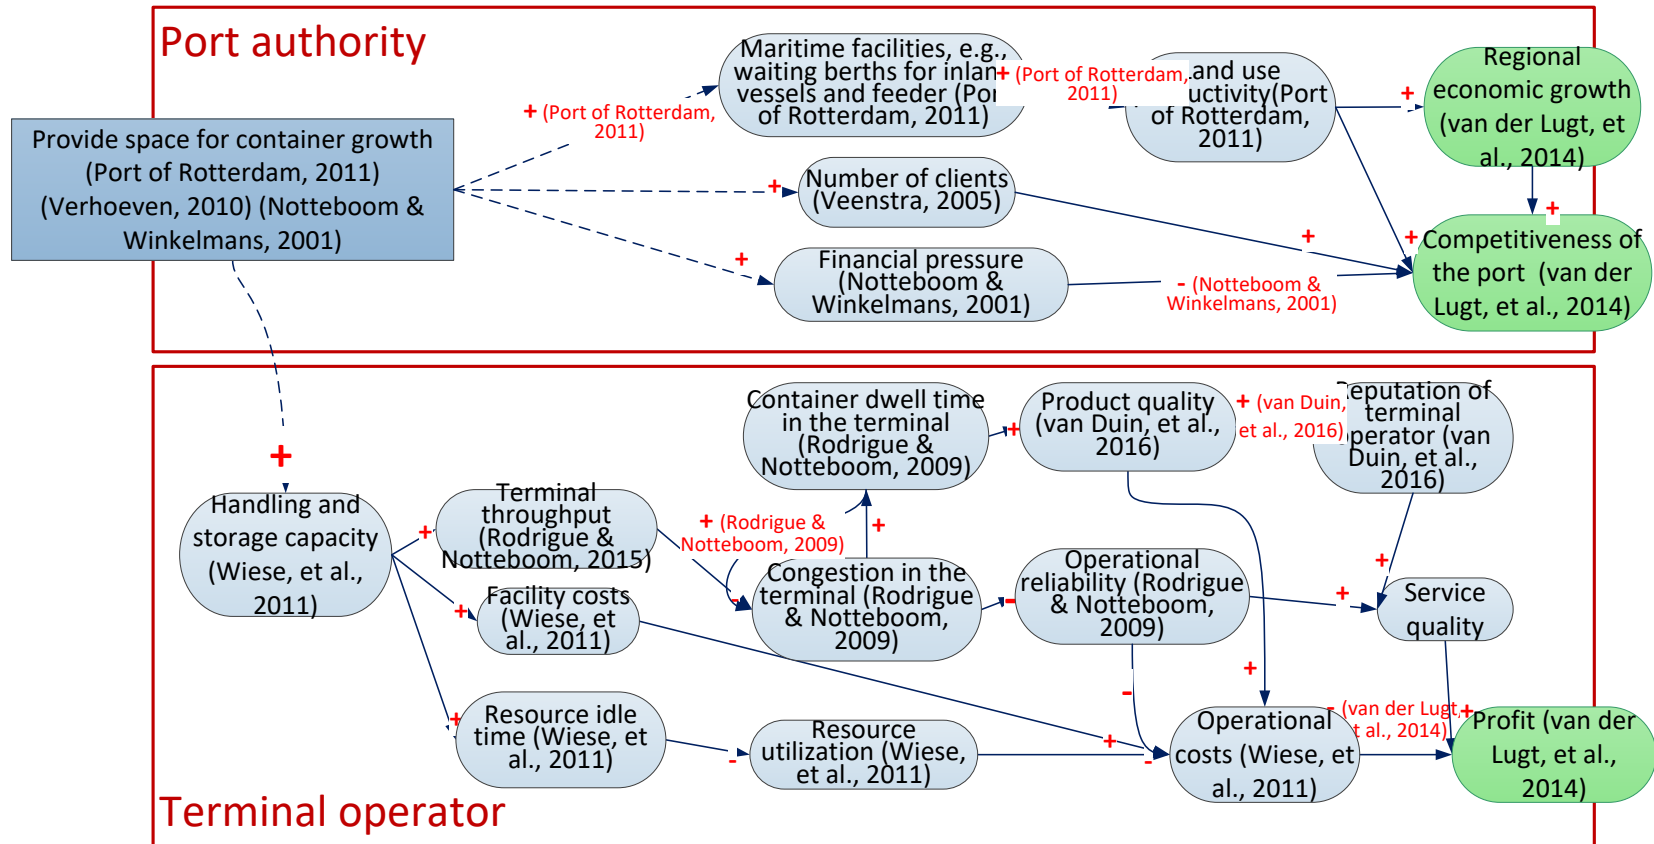 Port authority
Provide space for container growth
(Port of Rotterdam, 2011)
(Verhoeven, 2010) (Notteboom &
Winkelmans, 2001)
+ (Port of Rotterdam,
2011)
Maritime facilities, e.g.,
waiting berths for inlan
vessels and feeder (Por
of Rotterdam, 2011)
+ (Port of Rotterdam,
2011)
Land use
uctivity(Port
of Rotterdam,
2011)
+
Regional
economic growth
(van der Lugt, et
al., 2014)
+
Number of clients
(Veenstra, 2005)
+
+
+
+
Financial pressure
(Notteboom &
Winkelmans, 2001)
- (Notteboom &
Winkelmans, 2001)
Competitiveness of
the port (van der
Lugt, et al., 2014)
+
+
Handling and
storage capacity
(Wiese, et al.,
2011)
+
Terminal
throughput
(Rodrigue &
Notteboom, 2015)
+
Facility costs
(Wiese, et
al., 2011)
+
Resource idle
time (Wiese, et
al., 2011)
Container dwell time
in the terminal
(Rodrigue &
Notteboom, 2009)
+ (Rodrigue &
Notteboom, 2009)
+
-
Congestion in the
terminal (Rodrigue
& Notteboom,
2009)
+
Product quality
(van Duin, et al.,
2016)
+ (van Duin,
et al., 2016)
eputation of
terminal
operator (van
Duin, et al.,
2016)
-
Operational
reliability (Rodrigue
& Notteboom,
2009)
+
+
Service
quality
-
Resource
utilization (Wiese,
et al., 2011)
-
+
+
-
Operational
costs (Wiese, et
al., 2011)
- (van der Lugt,
t al., 2014)
+
Profit (van der
Lugt, et al.,
2014)
Terminal operator